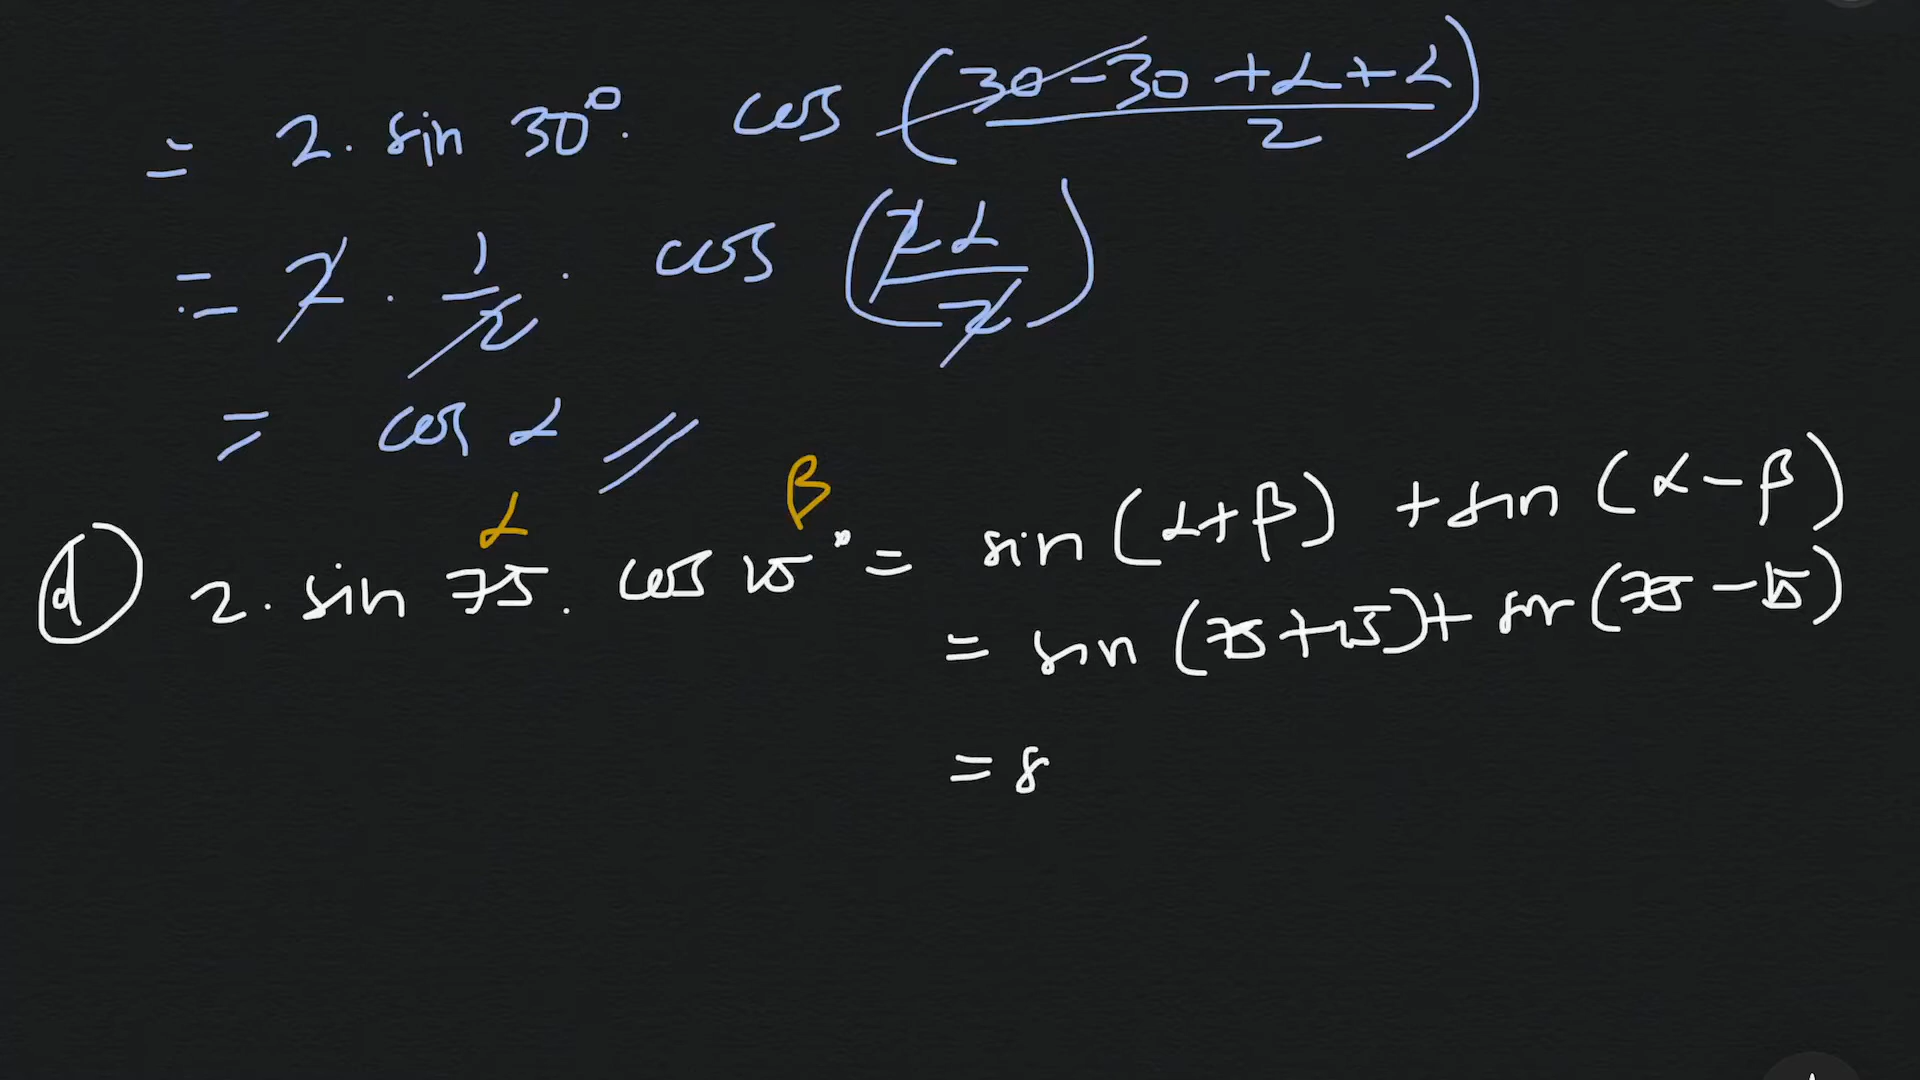 = 2 . sin 30° . cos ( (30 - 30 + α + α) / 2 )
= 2 . 1/2 . cos ( 2α / 2 )
= cos α //
α β
d 2 . sin 75 . cos 15° = sin (α+β) + sin (α-β)
= sin (75+15) + sin (75-15)
= s